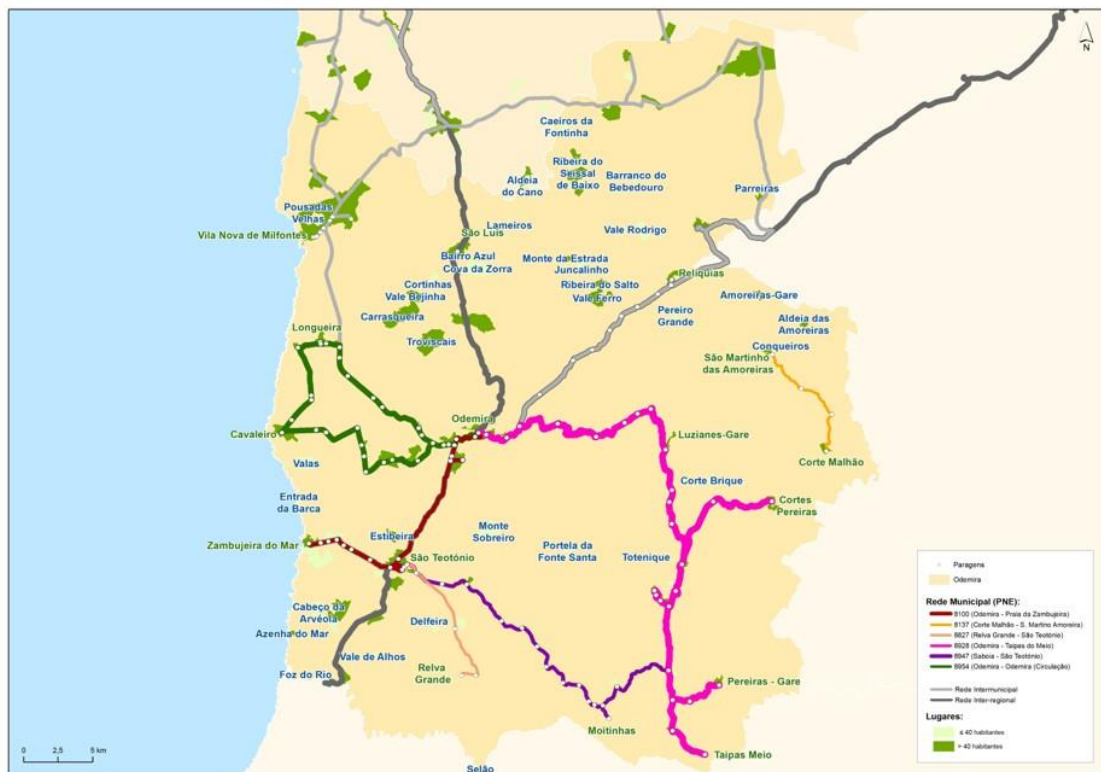 N
Caeiros da
Fontinha
Ribeira do
Seissal
de Baixo
Aldeia
do Cano
Barranco do
Bebedouro
Parreiras
Pousadas
Velhas
Vila Nova de Milfontes
Lameiros
São Luís
Vale Rodrigo
Bairro Azul
Cova da Zorra
Monte da Estrada
Juncalinho
Relíquias
Cortinhas
Vale Bejinha
Ribeira do Salto
Vale Ferro
Amoreiras-Gare
Carrasqueira
Pereiro
Grande
Aldeia das
Amoreiras
Longueira
Troviscais
Conqueiros
São Martinho
das Amoreiras
Odemira
Cavaleiro
Luzianes-Gare
Valas
Corte Malhão
Corte Brique
Entrada
da Barca
Cortes
Pereiras
Monte
Sobreiro
Estibeira
Zambujeira do Mar
São Teotónio
Portela da
Fonte Santa
Totenique
Cabeço da
Arvéola
Delfeira
Azenha do Mar
Vale de Alhos
Relva
Grande
Foz do Rio
Pereiras - Gare
Moitinhas
Taipas Meio
Selão
0 2,5 5 km
Paragens
Odemira
Rede Municipal (PNE):
8100 (Odemira - Praia da Zambujeira)
8137 (Corte Malhão - S. Martino Amoreira)
8827 (Relva Grande - São Teotónio)
8928 (Odemira - Taipas do Meio)
8947 (Saboia - São Teotónio)
8954 (Odemira - Odemira (Circulação)
Rede Intermunicipal
Rede Inter-regional
Lugares:
≤ 40 habitantes
> 40 habitantes